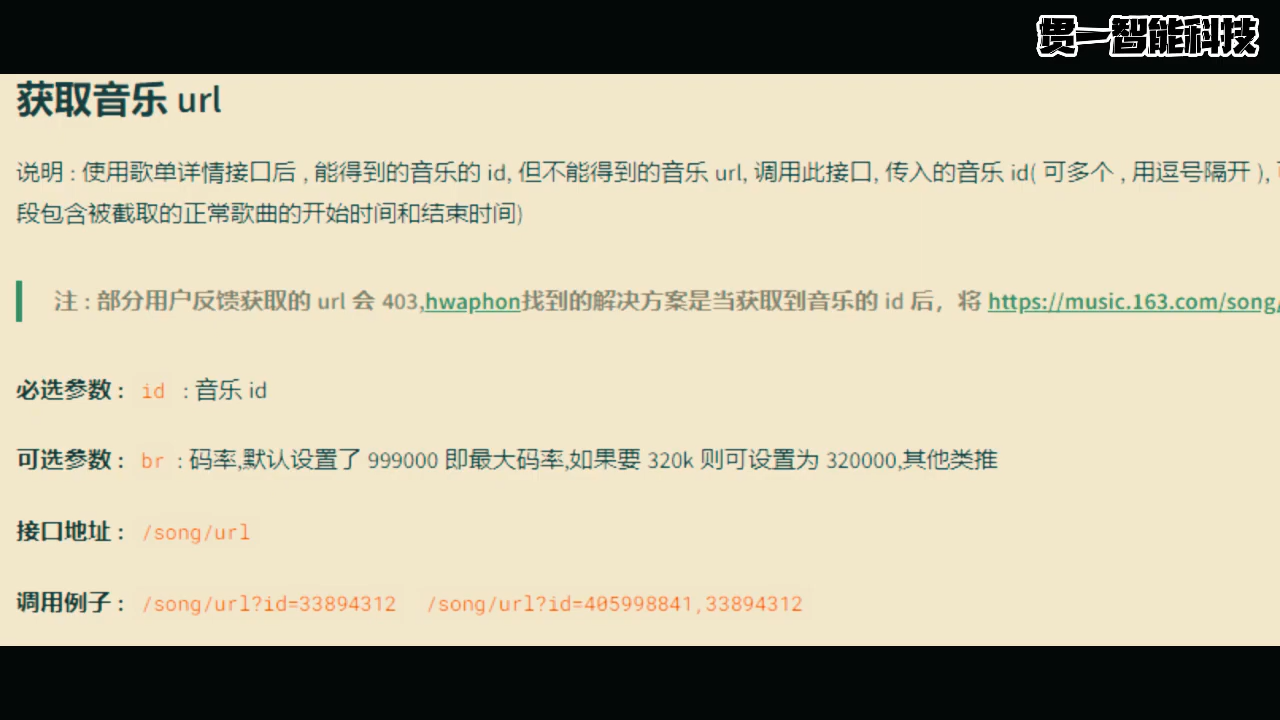 贯一智能科技
获取音乐 url
说明 : 使用歌单详情接口后 , 能得到的音乐的 id, 但不能得到的音乐 url, 调用此接口, 传入的音乐 id( 可多个 , 用逗号隔开 ),
段包含被截取的正常歌曲的开始时间和结束时间)
注 : 部分用户反馈获取的 url 会 403,hwaphon找到的解决方案是当获取到音乐的 id 后，将 https://music.163.com/song/
必选参数 : id : 音乐 id
可选参数 : br : 码率,默认设置了 999000 即最大码率,如果要 320k 则可设置为 320000,其他类推
接口地址 : /song/url
调用例子 : /song/url?id=33894312 /song/url?id=405998841,33894312